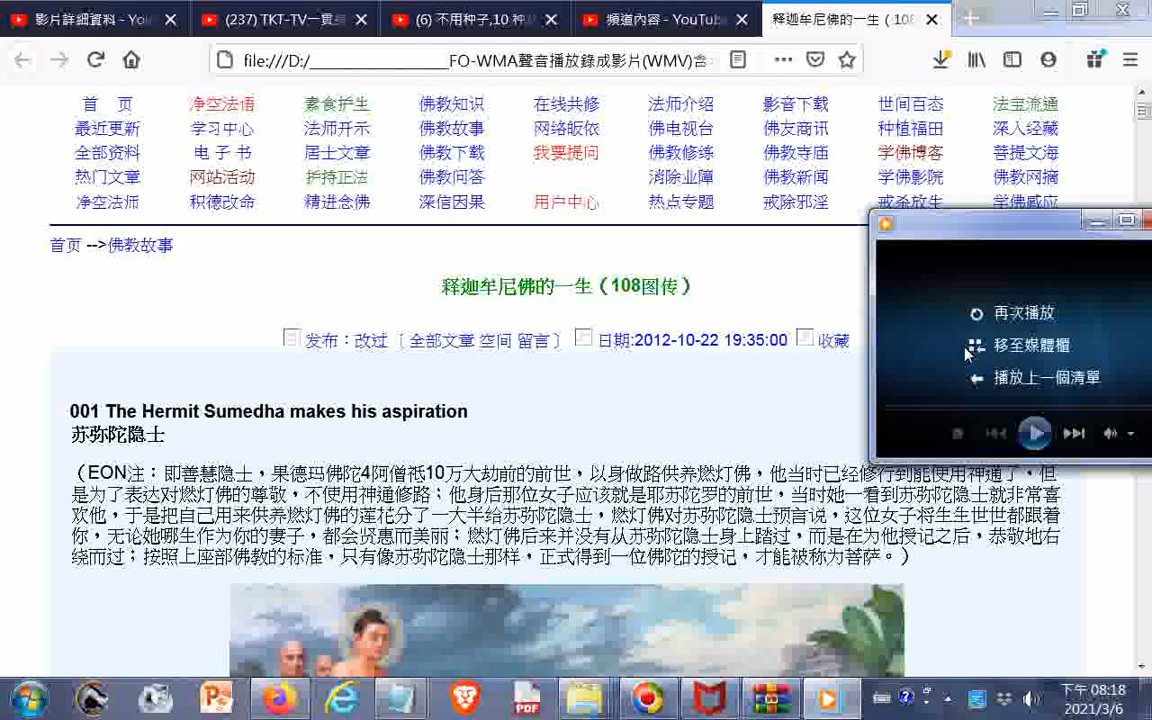 影片詳細資料 - You
(237) TKT-TV一貫
(6) 不用种子,10 种
頻道內容 - YouTub
释迦牟尼佛的一生（108
file:///D:/________________FO-WMA聲音播放錄成影片(WMV)含
首 页 净空法语 素食护生 佛教知识 在线共修 法师介绍 影音下载 世间百态 法宝流通
最近更新 学习中心 法师开示 佛教故事 网络皈依 佛电视台 佛友商讯 种植福田 深入经藏
全部资料 电 子 书 居士文章 佛教下载 我要提问 佛教修练 佛教寺庙 学佛博客 菩提文海
热门文章 网站活动 护持正法 佛教问答 消除业障 佛教新闻 学佛影院 佛教网摘
净空法师 积德改命 精进念佛 深信因果 用户中心 热点专题 戒除邪淫 戒杀放生 学佛感应
首页 -->佛教故事
释迦牟尼佛的一生（108图传）
发布：改过 〔 全部文章 空间 留言 〕 日期:2012-10-22 19:35:00 收藏
再次播放
移至媒體櫃
播放上一個清單
001 The Hermit Sumedha makes his aspiration
苏弥陀隐士
（EON注：即善慧隐士，果德玛佛陀4阿僧祗10万大劫前的前世，以身做路供养燃灯佛，他当时已经修行到能使用神通了，但
是为了表达对燃灯佛的尊敬，不使用神通修路；他身后那位女子应该就是耶苏陀罗的前世，当时她一看到苏弥陀隐士就非常喜
欢他，于是把自己用来供养燃灯佛的莲花分了一大半给苏弥陀隐士，燃灯佛对苏弥陀隐士预言说，这位女子将生生世世都跟着
你，无论她哪生作为你的妻子，都会贤惠而美丽；燃灯佛后来并没有从苏弥陀隐士身上踏过，而是在为他授记之后，恭敬地右
绕而过；按照上座部佛教的标准，只有像苏弥陀隐士那样，正式得到一位佛陀的授记，才能被称为菩萨。）
PDF
下午 08:18
2021/3/6